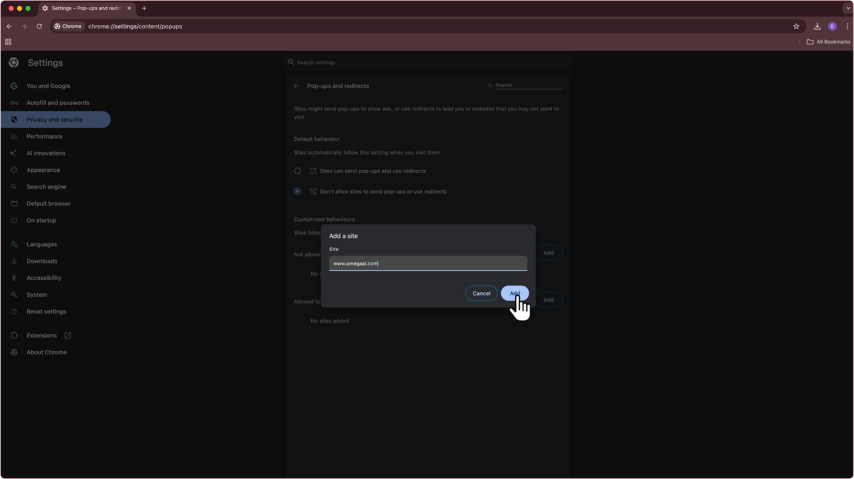 Settings – Pop-ups and redire
Chrome
chrome://settings/content/popups
E
All Bookmarks
Settings
Search settings
You and Google
Autofill and passwords
Privacy and security
Performance
AI innovations
Appearance
Search engine
Default browser
On startup
Languages
Downloads
Accessibility
System
Reset settings
Extensions
About Chrome
Pop-ups and redirects
Search
Sites might send pop-ups to show ads, or use redirects to lead you to websites that you may not want to
visit
Default behaviour
Sites automatically follow this setting when you visit them
Sites can send pop-ups and use redirects
Don't allow sites to send pop-ups or use redirects
Customised behaviours
Sites liste
Not allowe
Add
No s
Allowed to
Add
No sites added
Add a site
Site
www.omegaai.com
Cancel
Add